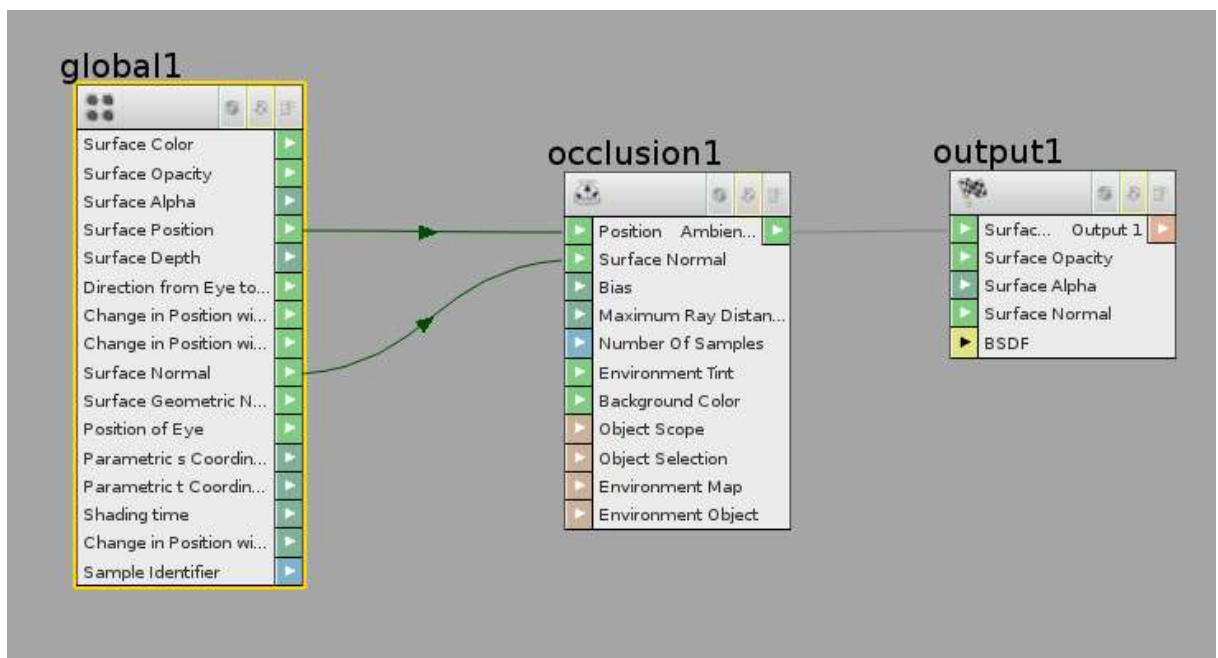 global1
Surface Color
Surface Opacity
Surface Alpha
Surface Position
Surface Depth
Direction from Eye to...
Change in Position wi...
Change in Position wi...
Surface Normal
Surface Geometric N...
Position of Eye
Parametric s Coordin...
Parametric t Coordin...
Shading time
Change in Position wi...
Sample Identifier
occlusion1
Position Ambien...
Surface Normal
Bias
Maximum Ray Distan...
Number Of Samples
Environment Tint
Background Color
Object Scope
Object Selection
Environment Map
Environment Object
output1
Surfac... Output 1
Surface Opacity
Surface Alpha
Surface Normal
BSDF